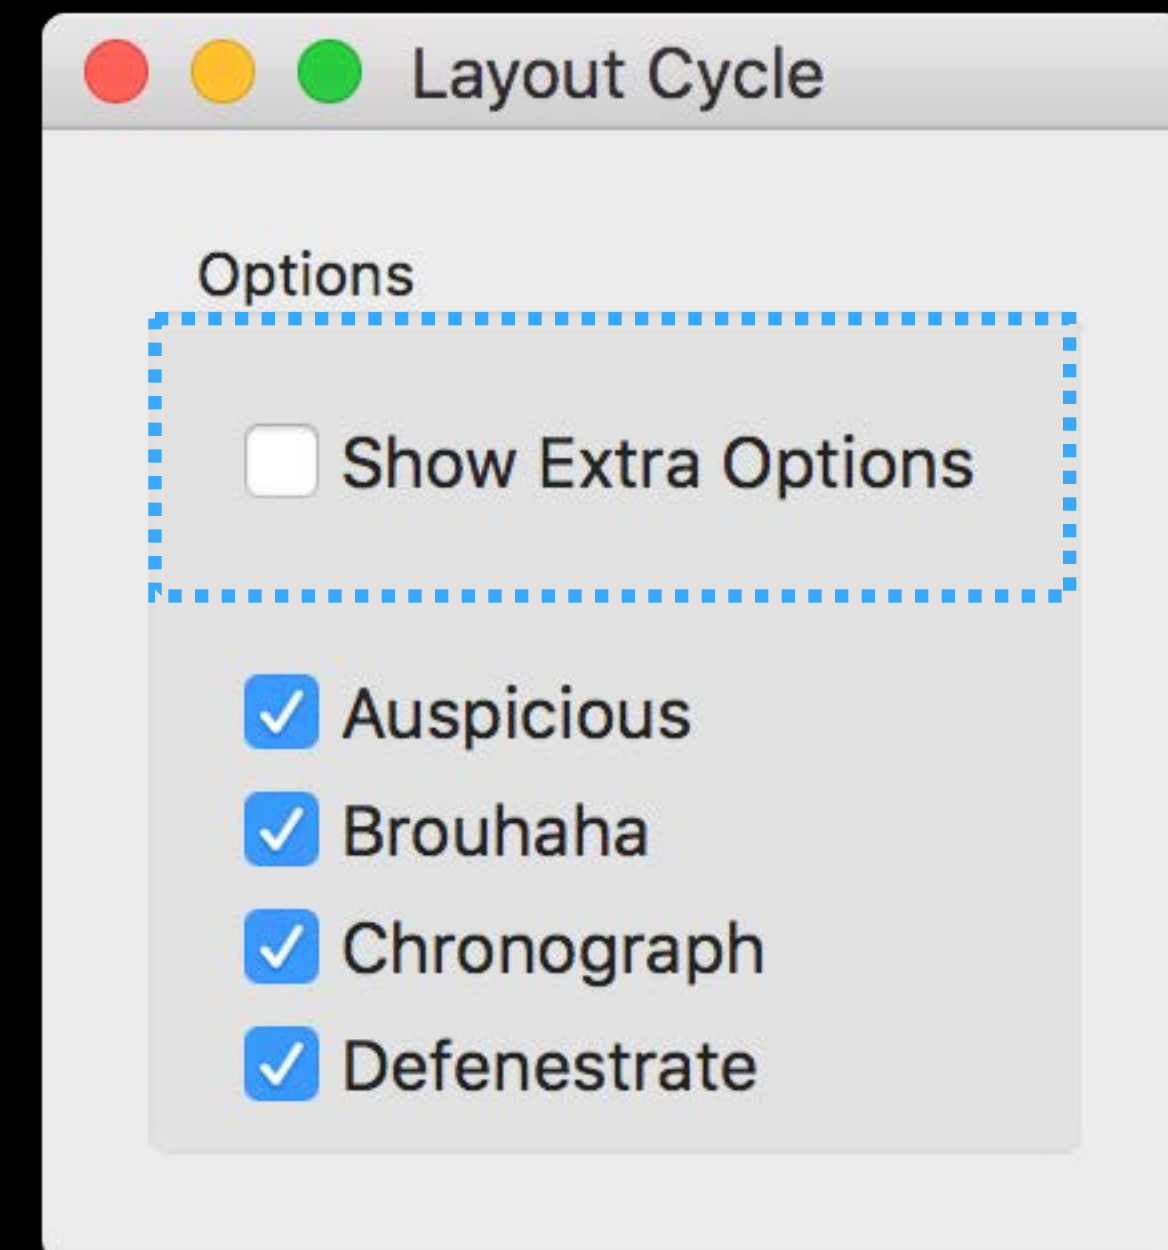 Layout Cycle
Options
Show Extra Options
Auspicious
Brouhaha
Chronograph
Defenestrate